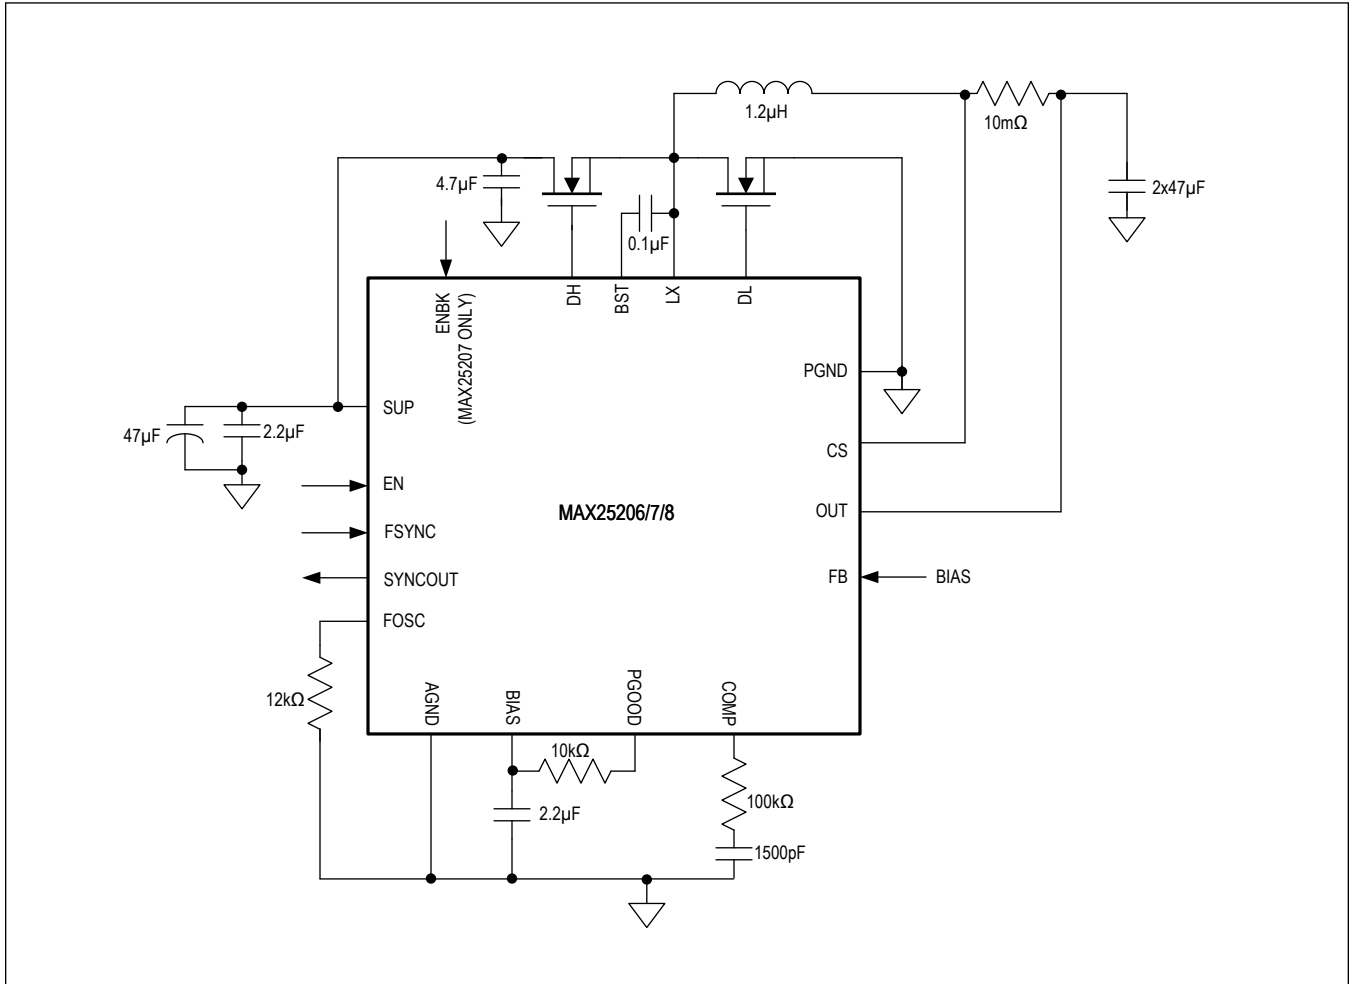 1.2µH
10mΩ
4.7µF
2x47µF
0.1µF
DH
BST
LX
DL
ENBK
(MAX25207 ONLY)
PGND
SUP
47µF
2.2µF
CS
EN
MAX25206/7/8
OUT
FSYNC
SYNCOUT
FB
BIAS
FOSC
12kΩ
AGND
BIAS
PGOOD
COMP
10kΩ
2.2µF
100kΩ
1500pF